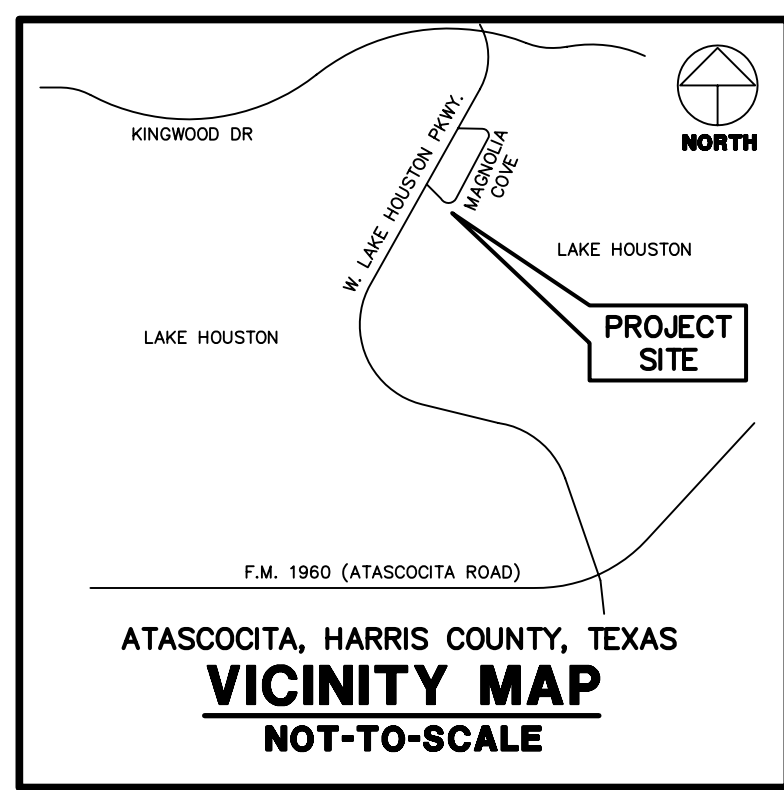 KINGWOOD DR
W. LAKE HOUSTON PKWY.
MAGNOLIA
COVE
NORTH
LAKE HOUSTON
LAKE HOUSTON
PROJECT
SITE
F.M. 1960 (ATASCOCITA ROAD)
ATASCOCITA, HARRIS COUNTY, TEXAS
VICINITY MAP
NOT-TO-SCALE